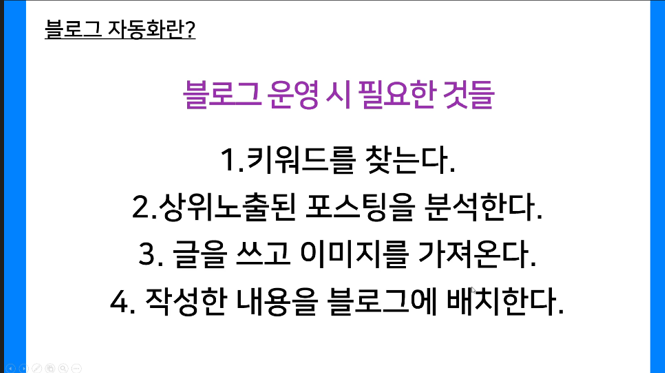 블로그 자동화란?
블로그 운영 시 필요한 것들
1.키워드를 찾는다.
2.상위노출된 포스팅을 분석한다.
3. 글을 쓰고 이미지를 가져온다.
4. 작성한 내용을 블로그에 배치한다.